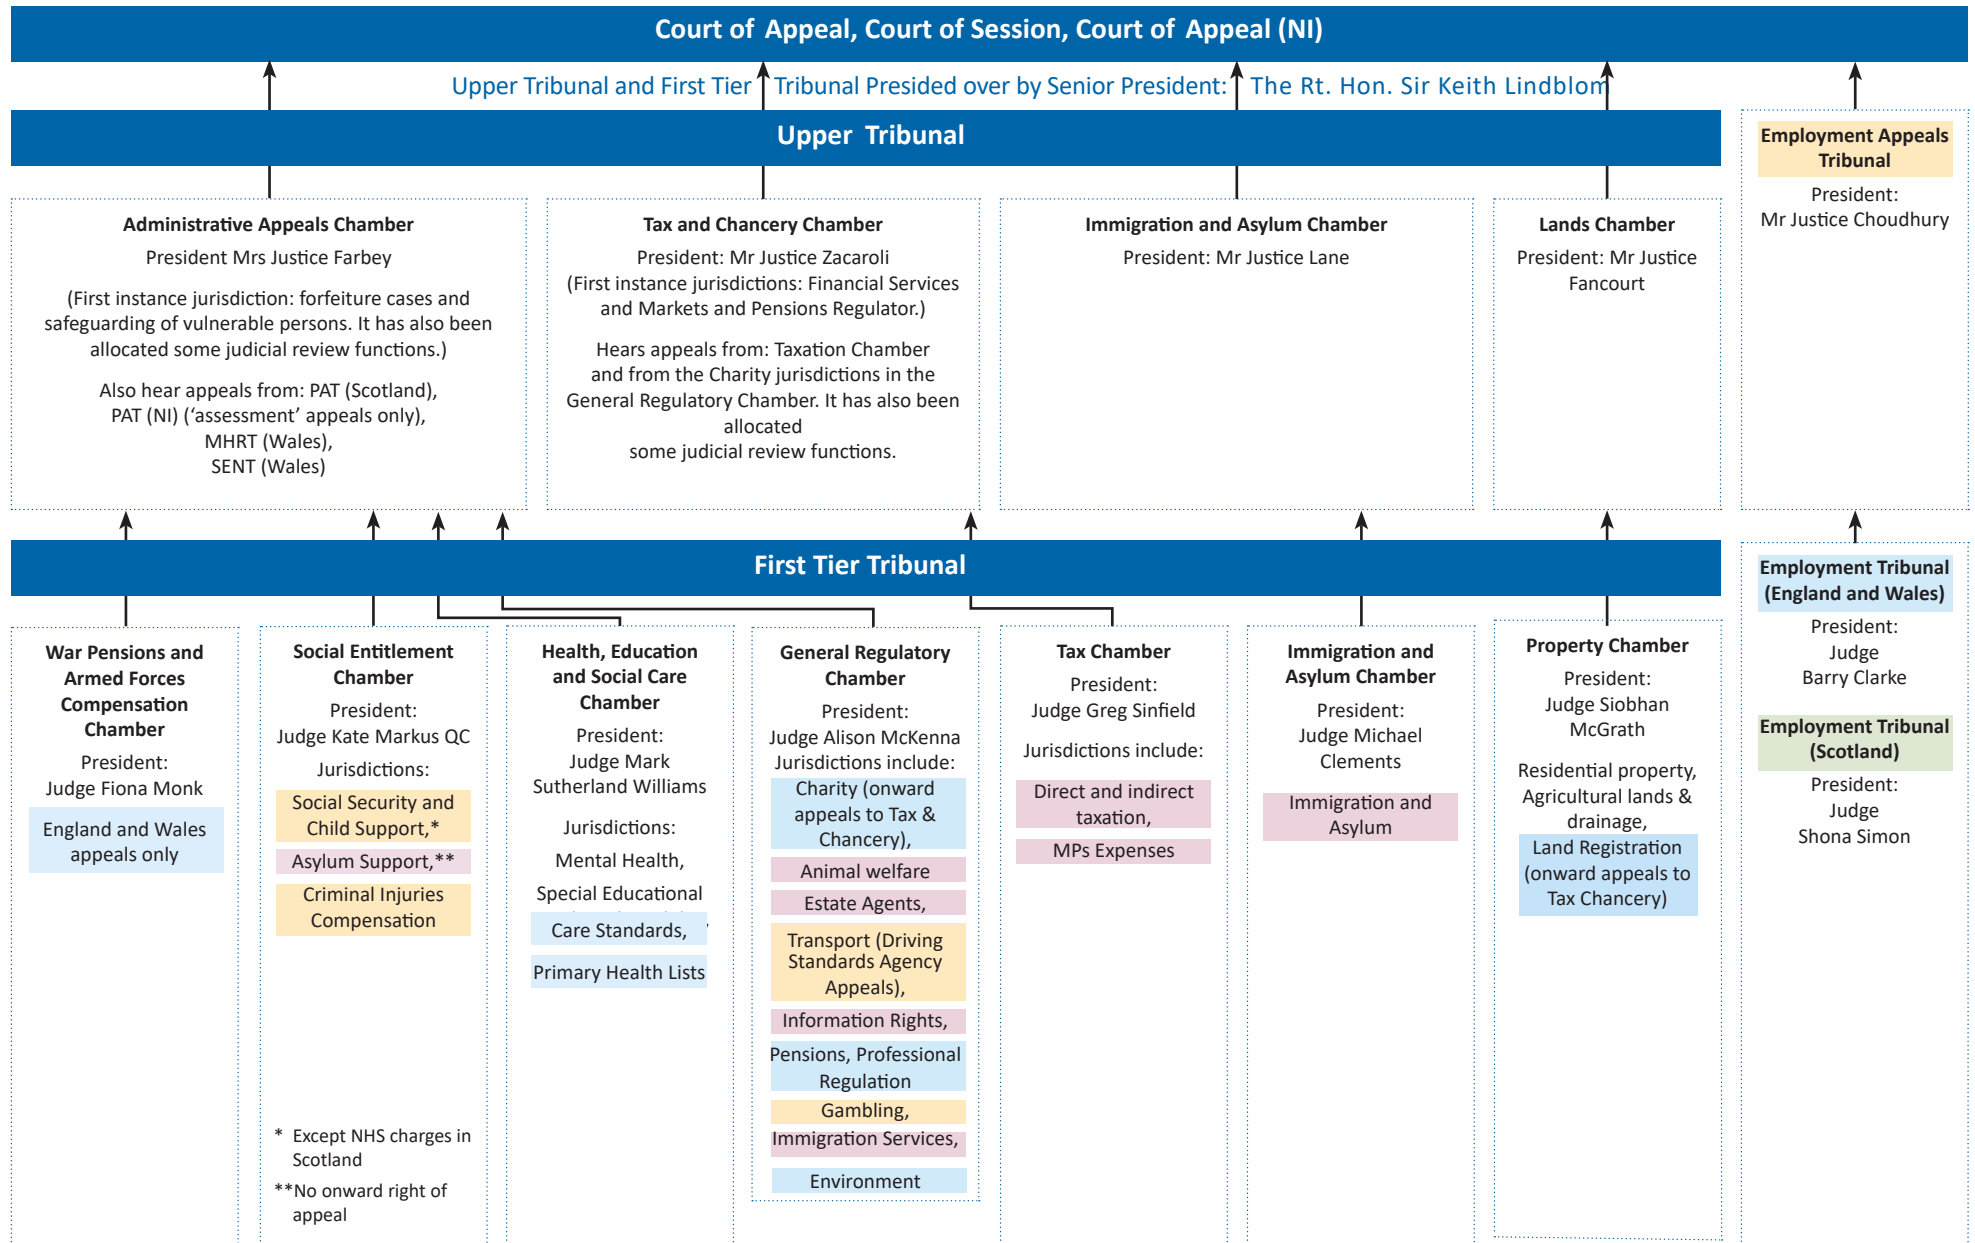 Court of Appeal, Court of Session, Court of Appeal (NI)
Upper Tribunal and First Tier Tribunal Presided over by Senior President: The Rt. Hon. Sir Keith Lindblom
Upper Tribunal
Administrative Appeals Chamber
President Mrs Justice Farbey
(First instance jurisdiction: forfeiture cases and
safeguarding of vulnerable persons. It has also been
allocated some judicial review functions.)
Also hear appeals from: PAT (Scotland),
PAT (NI) (‘assessment’ appeals only),
MHRT (Wales),
SENT (Wales)
Tax and Chancery Chamber
President: Mr Justice Zacaroli
(First instance jurisdictions: Financial Services
and Markets and Pensions Regulator.)
Hears appeals from: Taxation Chamber
and from the Charity jurisdictions in the
General Regulatory Chamber. It has also been
allocated
some judicial review functions.
Immigration and Asylum Chamber
President: Mr Justice Lane
Lands Chamber
President: Mr Justice
Fancourt
Employment Appeals
Tribunal
President:
Mr Justice Choudhury
First Tier Tribunal
War Pensions and
Armed Forces
Compensation
Chamber
President:
Judge Fiona Monk
England and Wales
appeals only
Social Entitlement
Chamber
President:
Judge Kate Markus QC
Jurisdictions:
Social Security and
Child Support,*
Asylum Support,**
Criminal Injuries
Compensation
* Except NHS charges in
Scotland
**No onward right of
appeal
Health, Education
and Social Care
Chamber
President:
Judge Mark
Sutherland Williams
Jurisdictions:
Mental Health,
Special Educational
Care Standards,
Primary Health Lists
General Regulatory
Chamber
President:
Judge Alison McKenna
Jurisdictions include:
Charity (onward
appeals to Tax &
Chancery),
Animal welfare
Estate Agents,
Transport (Driving
Standards Agency
Appeals),
Information Rights,
Pensions, Professional
Regulation
Gambling,
Immigration Services,
Environment
Tax Chamber
President:
Judge Greg Sinfield
Jurisdictions include:
Direct and indirect
taxation,
MPs Expenses
Immigration and
Asylum Chamber
President:
Judge Michael
Clements
Immigration and
Asylum
Property Chamber
President:
Judge Siobhan
McGrath
Residential property,
Agricultural lands &
drainage,
Land Registration
(onward appeals to
Tax Chancery)
Employment Tribunal
(England and Wales)
President:
Judge
Barry Clarke
Employment Tribunal
(Scotland)
President:
Judge
Shona Simon